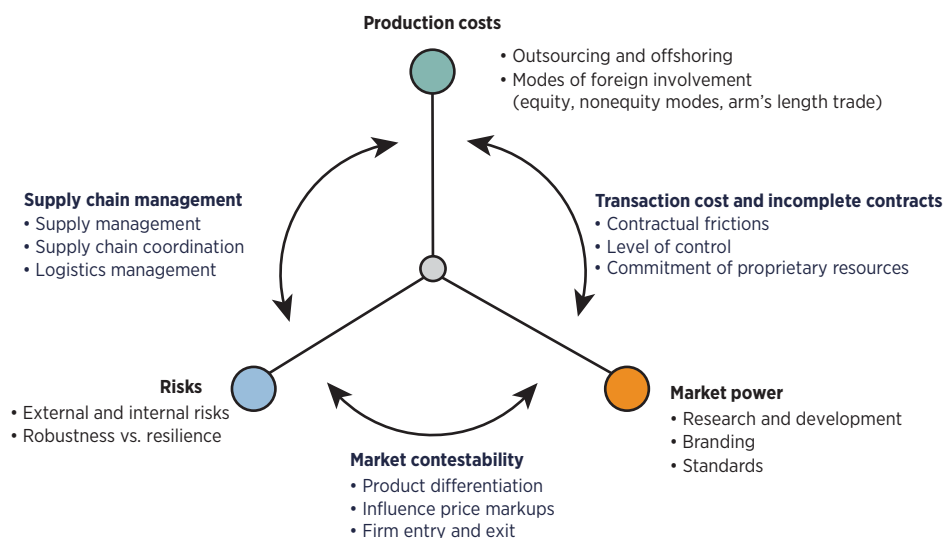 Production costs
• Outsourcing and offshoring
• Modes of foreign involvement
(equity, nonequity modes, arm's length trade)
Supply chain management
• Supply management
• Supply chain coordination
• Logistics management
Transaction cost and incomplete contracts
• Contractual frictions
• Level of control
• Commitment of proprietary resources
Risks
• External and internal risks
• Robustness vs. resilience
Market power
• Research and development
• Branding
• Standards
Market contestability
• Product differentiation
• Influence price markups
• Firm entry and exit